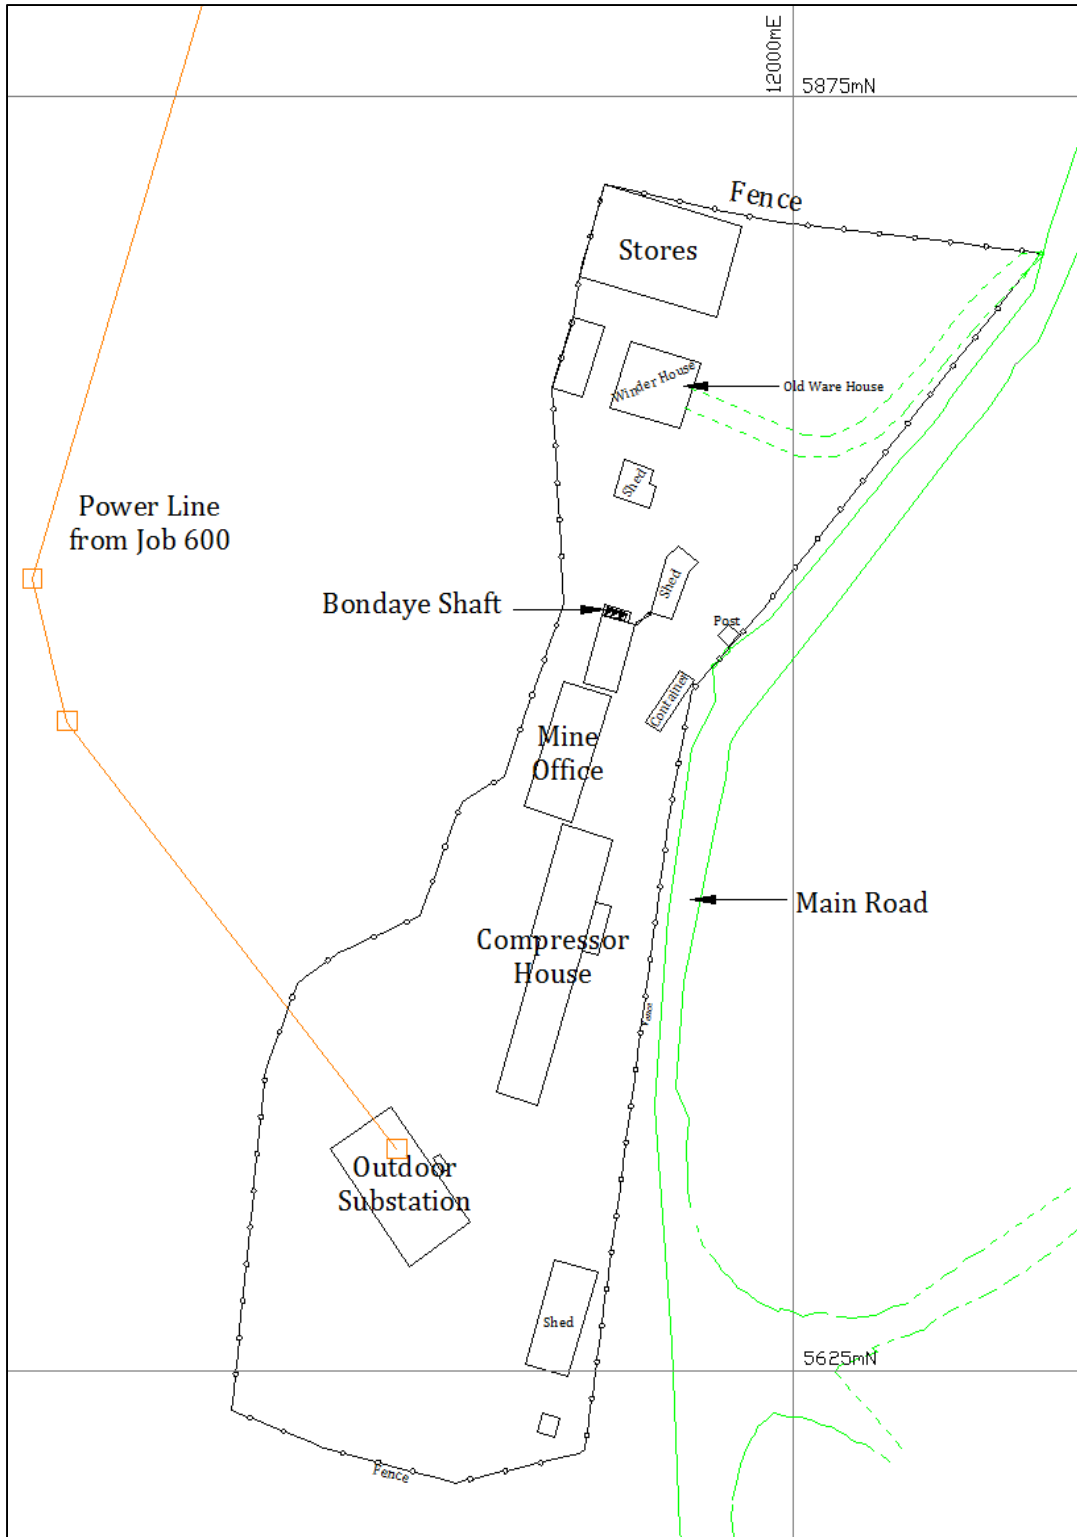 12000mE
5875mN
Fence
Stores
Winder House
Old Ware House
Shed
Power Line
from Job 600
Shed
Bondaye Shaft
Post
Container
Mine
Office
Main Road
Compressor
House
Fence
Outdoor
Substation
Shed
5625mN
Fence